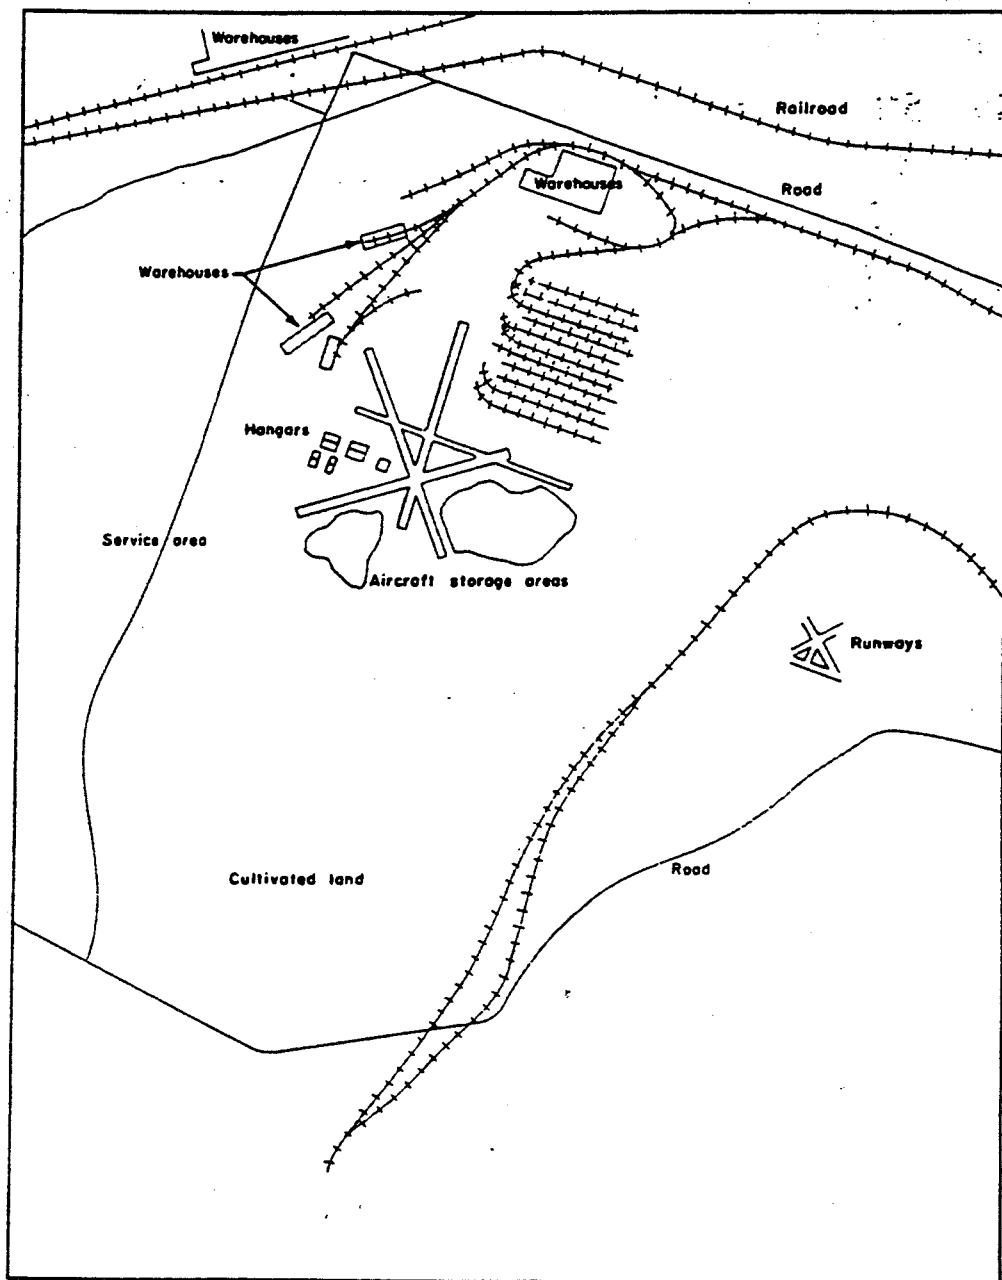 Warehouses
Railroad
Warehouses
Road
Warehouses
Hangars
Service area
Aircraft storage areas
Runways
Road
Cultivated land